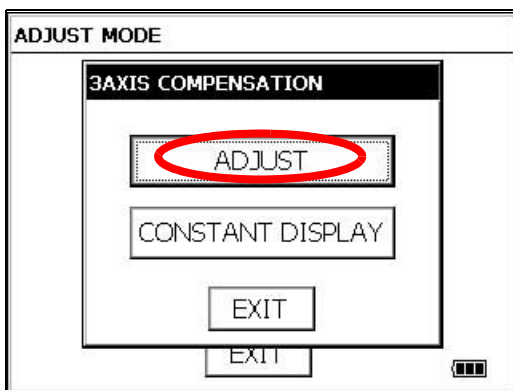 ADJUST MODE
3AXIS COMPENSATION
ADJUST
CONSTANT DISPLAY
EXIT
EXIT